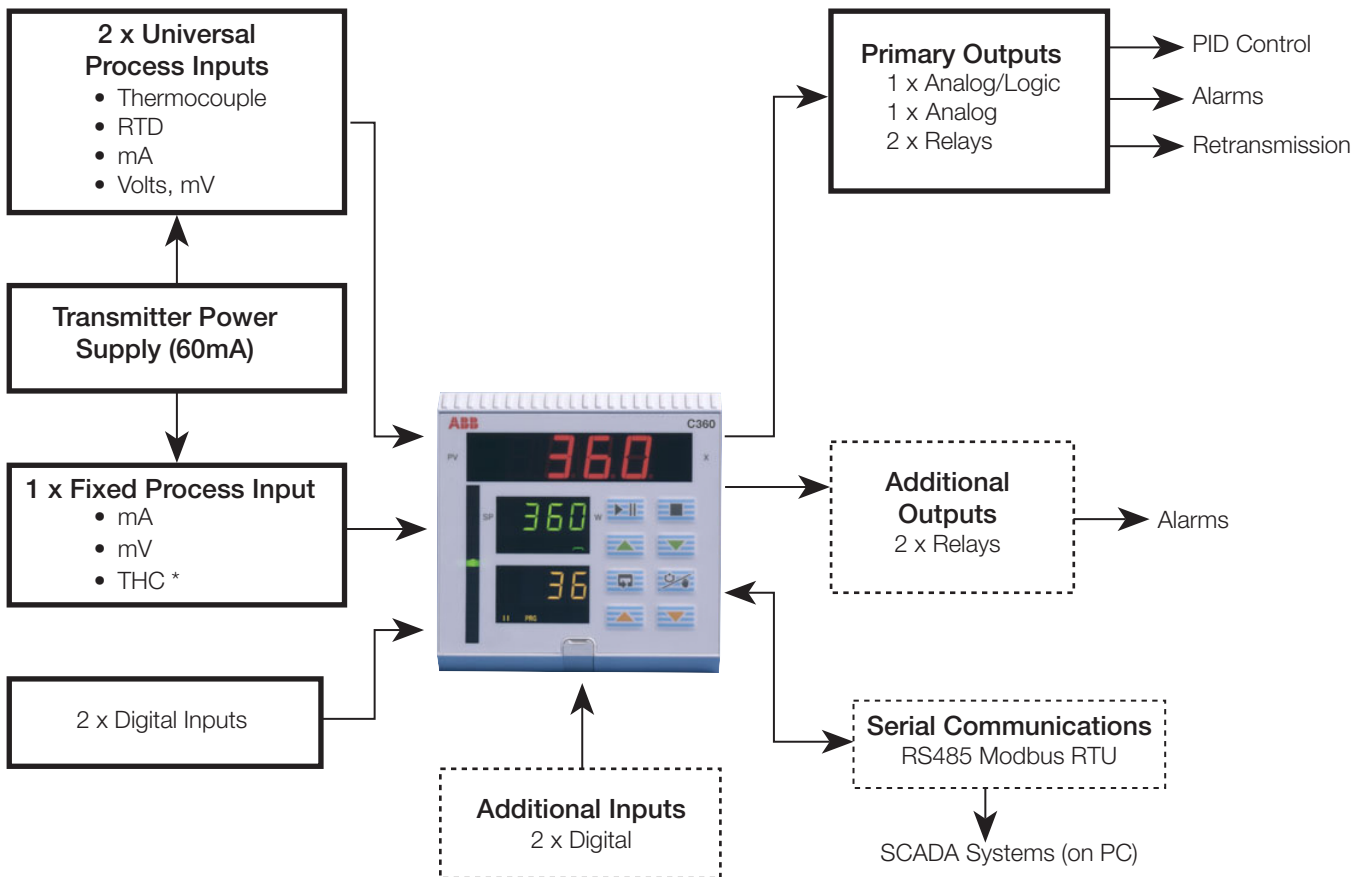 2 x Universal
Process Inputs
• Thermocouple
• RTD
• mA
• Volts, mV
Transmitter Power
Supply (60mA)
1 x Fixed Process Input
• mA
• mV
• THC *
2 x Digital Inputs
ABB
C360
PV
360
X
SP
360
W
36
II PRG
Additional Inputs
2 x Digital
Primary Outputs
1 x Analog/Logic
1 x Analog
2 x Relays
PID Control
Alarms
Retransmission
Additional
Outputs
2 x Relays
Alarms
Serial Communications
RS485 Modbus RTU
SCADA Systems (on PC)